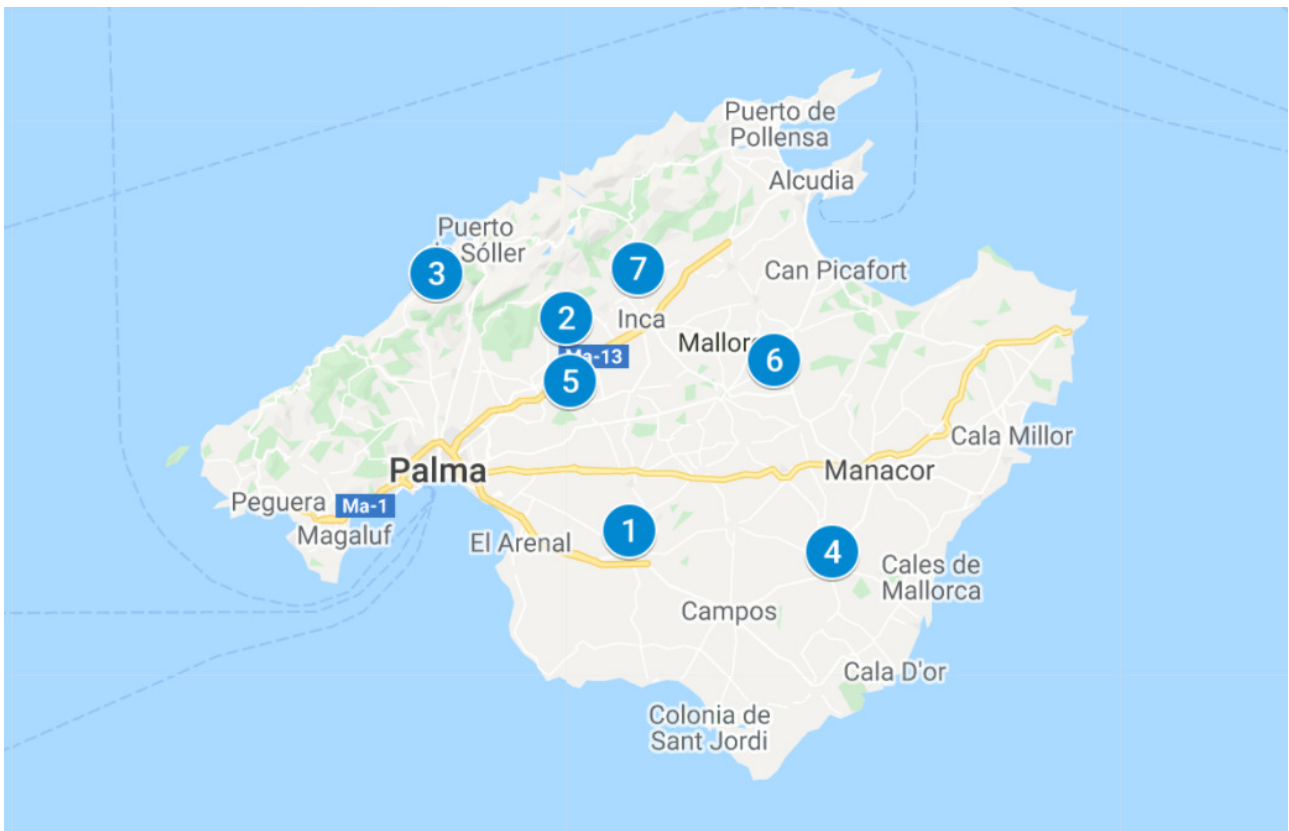 Puerto de
Pollensa
Alcudia
Puerto
Sóller
3
7
Can Picafort
2
Inca
Ma-13
Mallor
6
5
Cala Millor
Palma
Manacor
Peguera
Ma-1
Magaluf
El Arenal
1
4
Cales de
Mallorca
Campos
Cala D'or
Colonia de
Sant Jordi